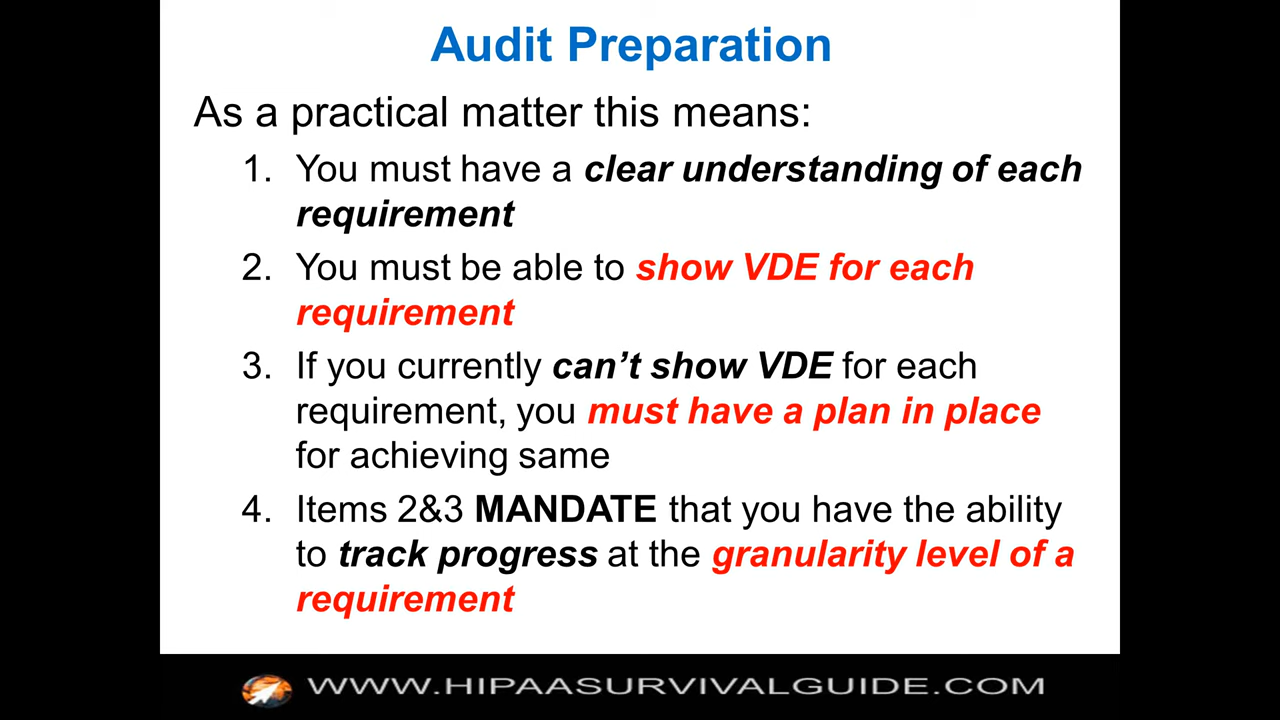 Audit Preparation
As a practical matter this means:
1. You must have a clear understanding of each
requirement
2. You must be able to show VDE for each
requirement
3. If you currently can’t show VDE for each
requirement, you must have a plan in place
for achieving same
4. Items 2&3 MANDATE that you have the ability
to track progress at the granularity level of a
requirement
WWW.HIPAASURVIVALGUIDE.COM